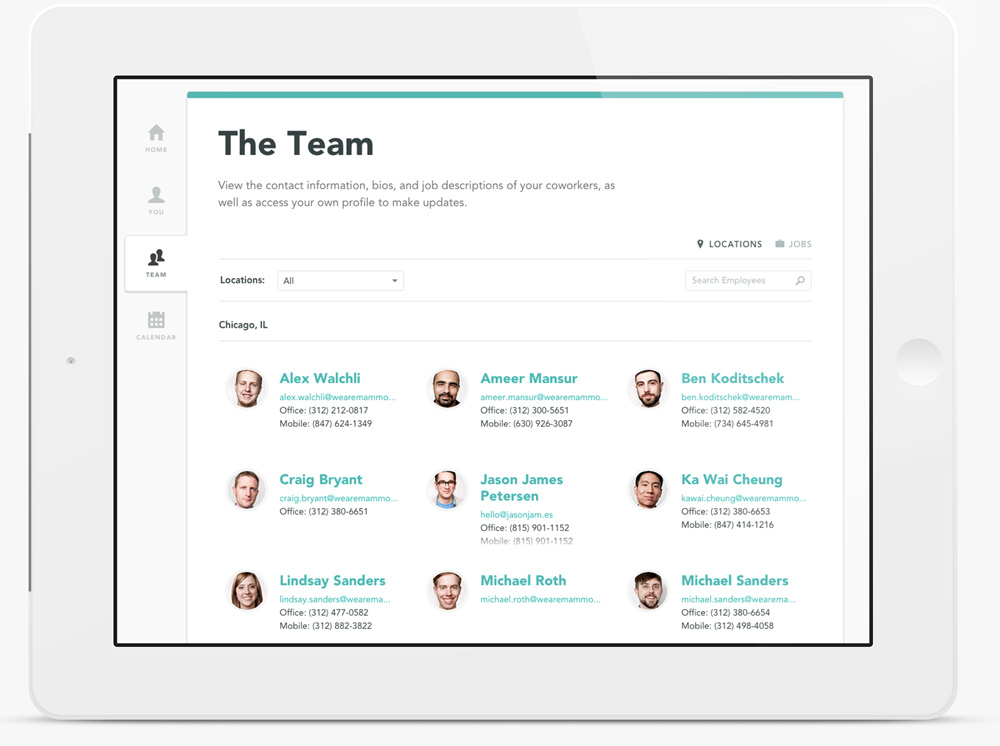 HOME
YOU
TEAM
CALENDAR
The Team
View the contact information, bios, and job descriptions of your coworkers, as
well as access your own profile to make updates.
LOCATIONS JOBS
Locations: All Search Employees
Chicago, IL
Alex Walchli
alex.walchli@wearemammo...
Office: (312) 212-0817
Mobile: (847) 624-1349
Ameer Mansur
ameer.mansur@wearemammo...
Office: (312) 300-5651
Mobile: (630) 926-3087
Ben Koditschek
ben.koditschek@wearemam...
Office: (312) 582-4520
Mobile: (734) 645-4981
Craig Bryant
craig.bryant@wearemammo...
Office: (312) 380-6651
Jason James
Petersen
hello@jasonjam.es
Office: (815) 901-1152
Mobile: (815) 901-1152
Ka Wai Cheung
kawai.cheung@wearemammo...
Office: (312) 380-6653
Mobile: (847) 414-1216
Lindsay Sanders
lindsay.sanders@wearema...
Office: (312) 477-0582
Mobile: (312) 882-3822
Michael Roth
michael.roth@wearemammo...
Michael Sanders
michael.sanders@wearema...
Office: (312) 380-6654
Mobile: (312) 498-4058